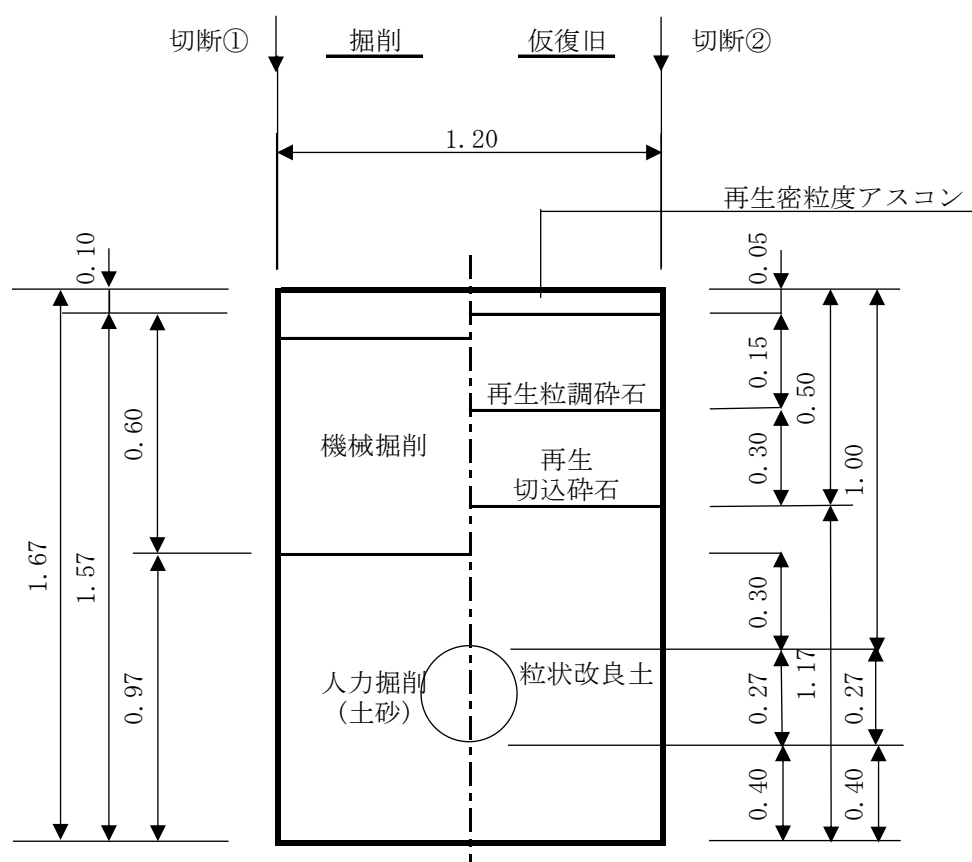 切断① 掘削 仮復旧 切断②
1.20
再生密粒度アスコン
0.10
0.05
0.15
再生粒調砕石
0.50
0.60
機械掘削
再生
切込砕石
0.30
1.00
1.67
1.57
0.30
人力掘削
(土砂)
粒状改良土
0.97
0.27
1.17
0.27
0.40
0.40